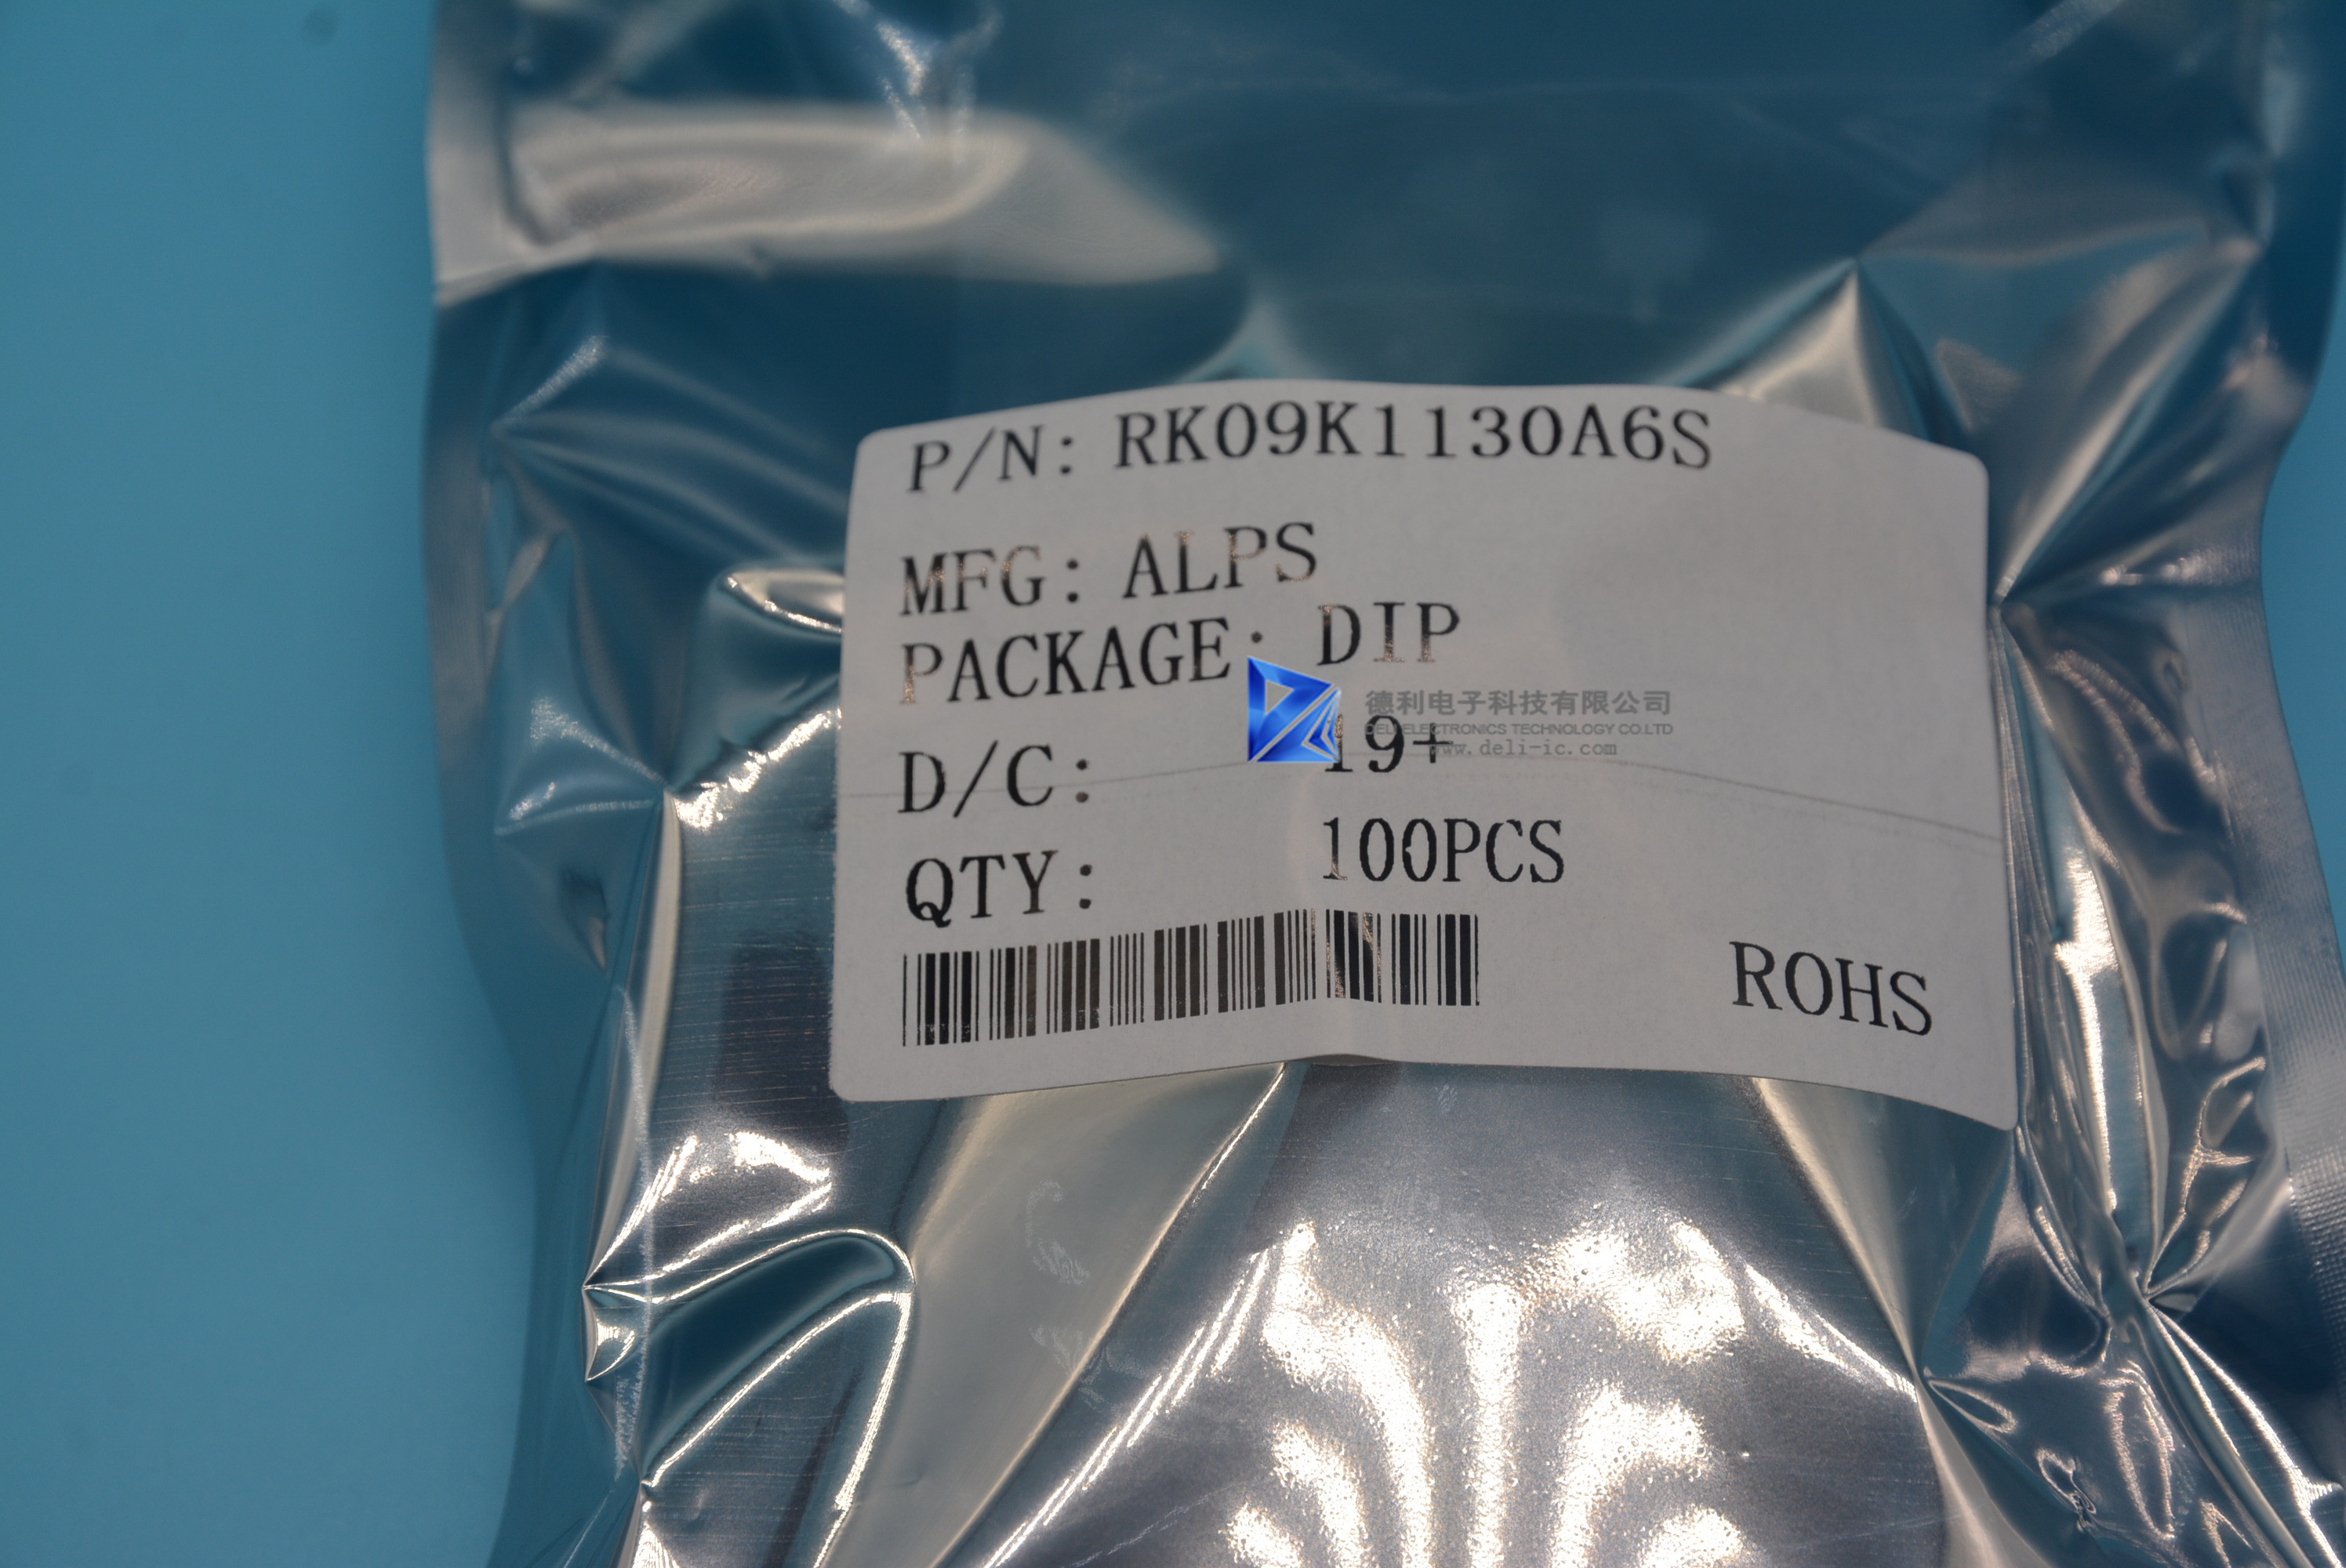 P/N: RK09K1130A6S
MFG: ALPS
PACKAGE: DIP
德利电子科技有限公司
DELI ELECTRONICS TECHNOLOGY CO.LTD
www.deli-ic.com
D/C: 19+
QTY: 100PCS
ROHS